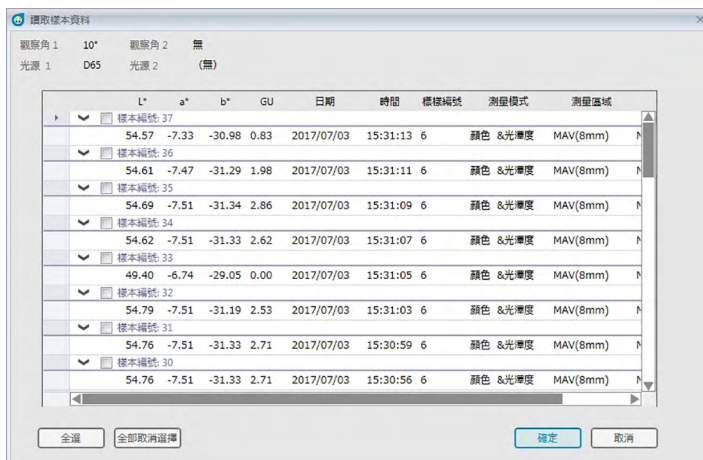 讀取樣本資料
觀察角 1 10° 觀察角 2 無
光源 1 D65 光源 2 (無)
L* a* b* GU 日期 時間 標樣編號 測量模式 測量區域
樣本編號: 37
54.57 -7.33 -30.98 0.83 2017/07/03 15:31:13 6 顏色 &光澤度 MAV(8mm) N
樣本編號: 36
54.61 -7.47 -31.29 1.98 2017/07/03 15:31:11 6 顏色 &光澤度 MAV(8mm) N
樣本編號: 35
54.69 -7.51 -31.34 2.86 2017/07/03 15:31:09 6 顏色 &光澤度 MAV(8mm) N
樣本編號: 34
54.62 -7.51 -31.33 2.62 2017/07/03 15:31:07 6 顏色 &光澤度 MAV(8mm) N
樣本編號: 33
49.40 -6.74 -29.05 0.00 2017/07/03 15:31:05 6 顏色 &光澤度 MAV(8mm) N
樣本編號: 32
54.79 -7.51 -31.19 2.53 2017/07/03 15:31:03 6 顏色 &光澤度 MAV(8mm) N
樣本編號: 31
54.76 -7.51 -31.33 2.71 2017/07/03 15:30:59 6 顏色 &光澤度 MAV(8mm) N
樣本編號: 30
54.76 -7.51 -31.33 2.71 2017/07/03 15:30:56 6 顏色 &光澤度 MAV(8mm) N
全選 全部取消選擇 確定 取消